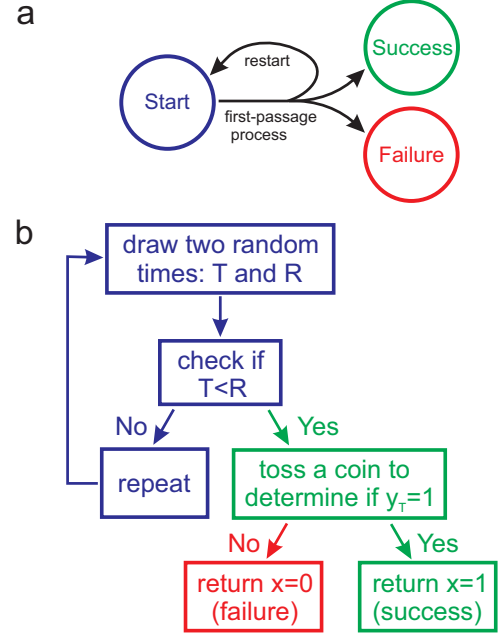 a
Success
restart
Start
first-passage
process
Failure
b
draw two random
times: T and R
check if
T<R
No
Yes
repeat
toss a coin to
determine if y_T=1
No
Yes
return x=0
(failure)
return x=1
(success)